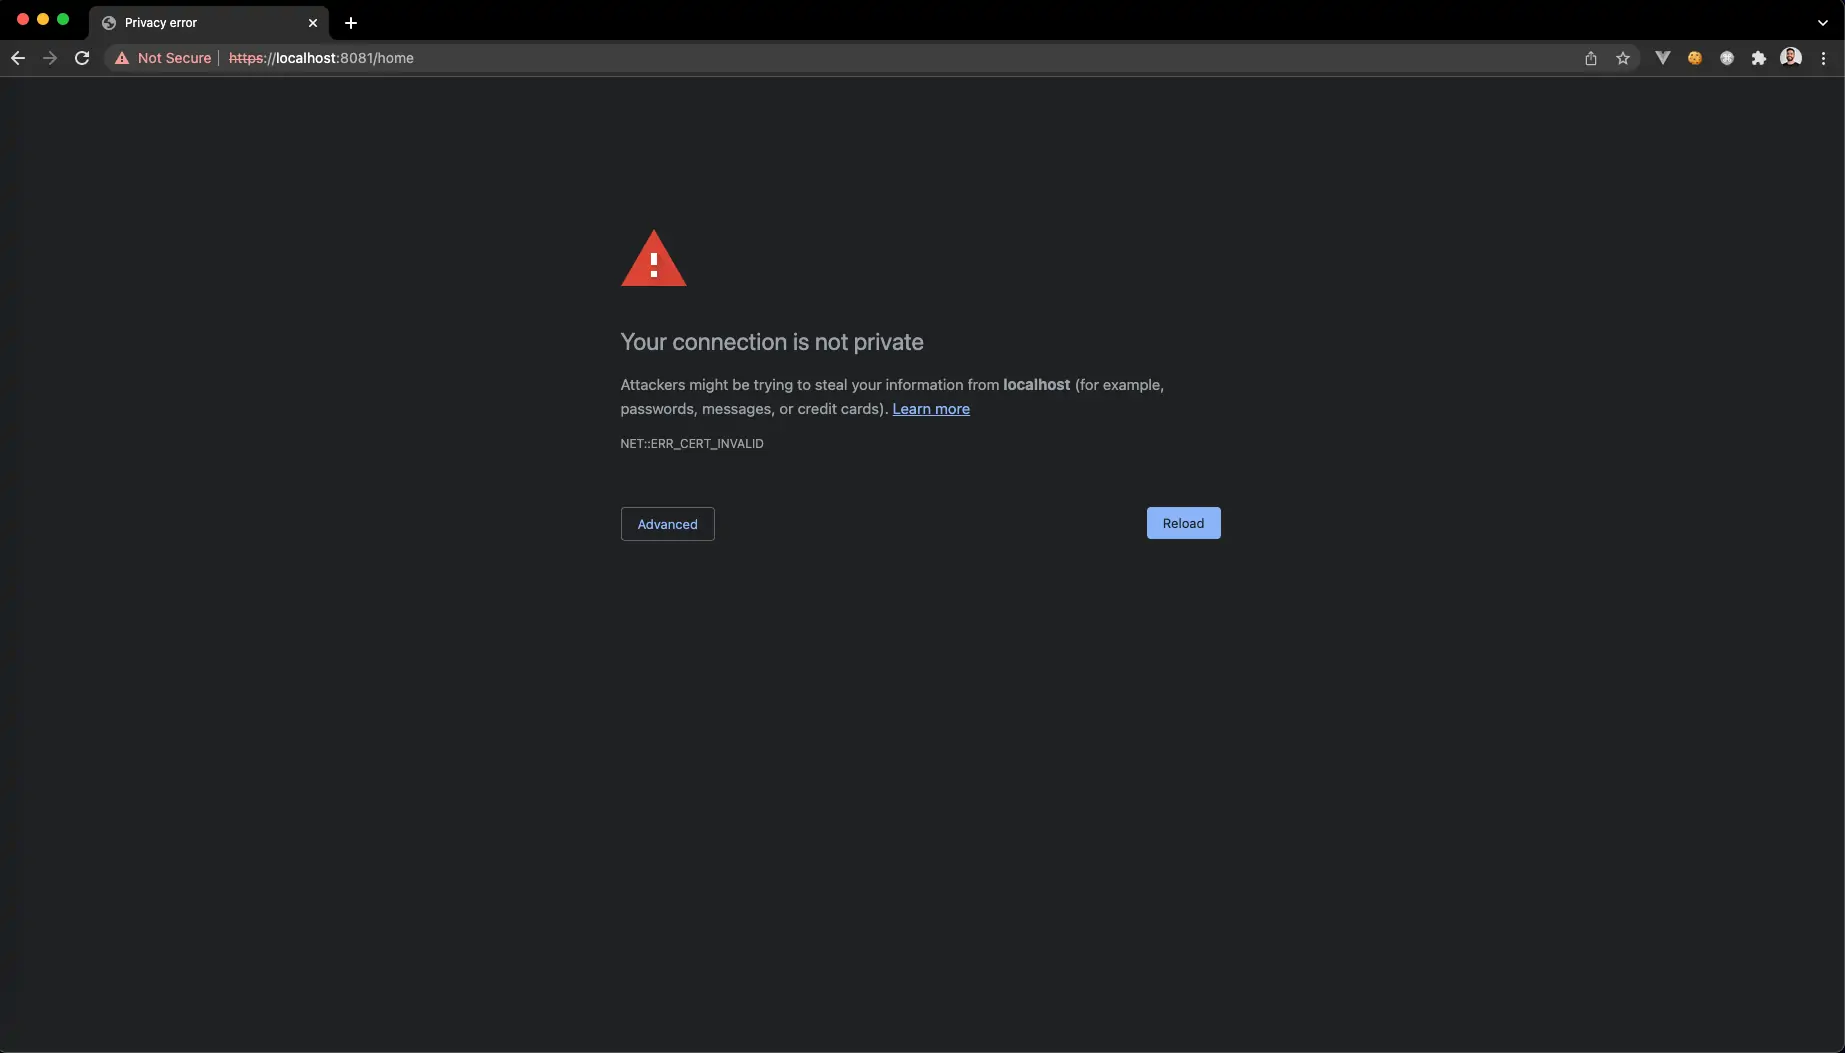 Privacy error
Not Secure https://localhost:8081/home
Your connection is not private
Attackers might be trying to steal your information from localhost (for example,
passwords, messages, or credit cards). Learn more
NET::ERR_CERT_INVALID
Advanced
Reload